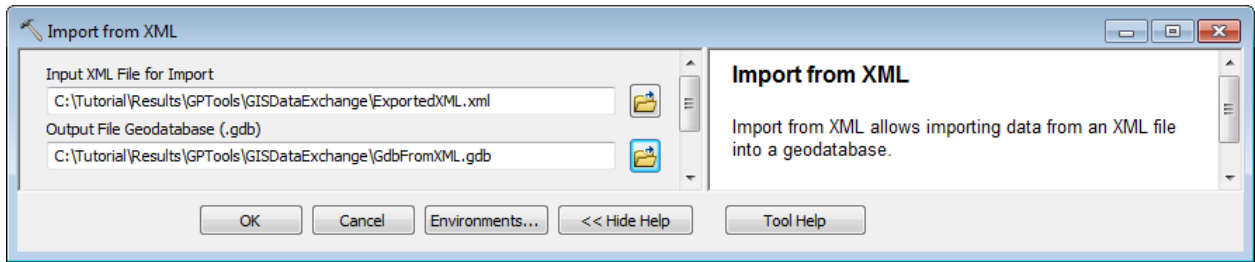 Import from XML
Input XML File for Import
C:\Tutorial\Results\GPTools\GISDataExchange\ExportedXML.xml
Output File Geodatabase (.gdb)
C:\Tutorial\Results\GPTools\GISDataExchange\GdbFromXML.gdb
Import from XML
Import from XML allows importing data from an XML file
into a geodatabase.
OK Cancel Environments... << Hide Help Tool Help